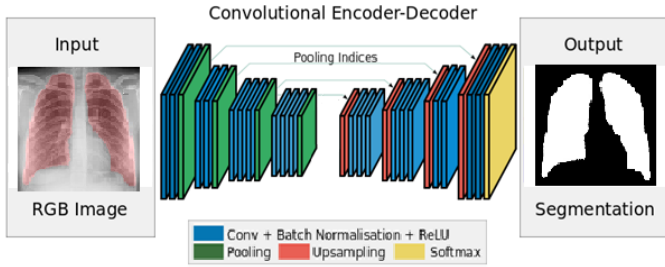 Convolutional Encoder-Decoder
Input
Pooling Indices
Output
RGB Image
Segmentation
Conv + Batch Normalisation + ReLU
Pooling
Upsampling
Softmax